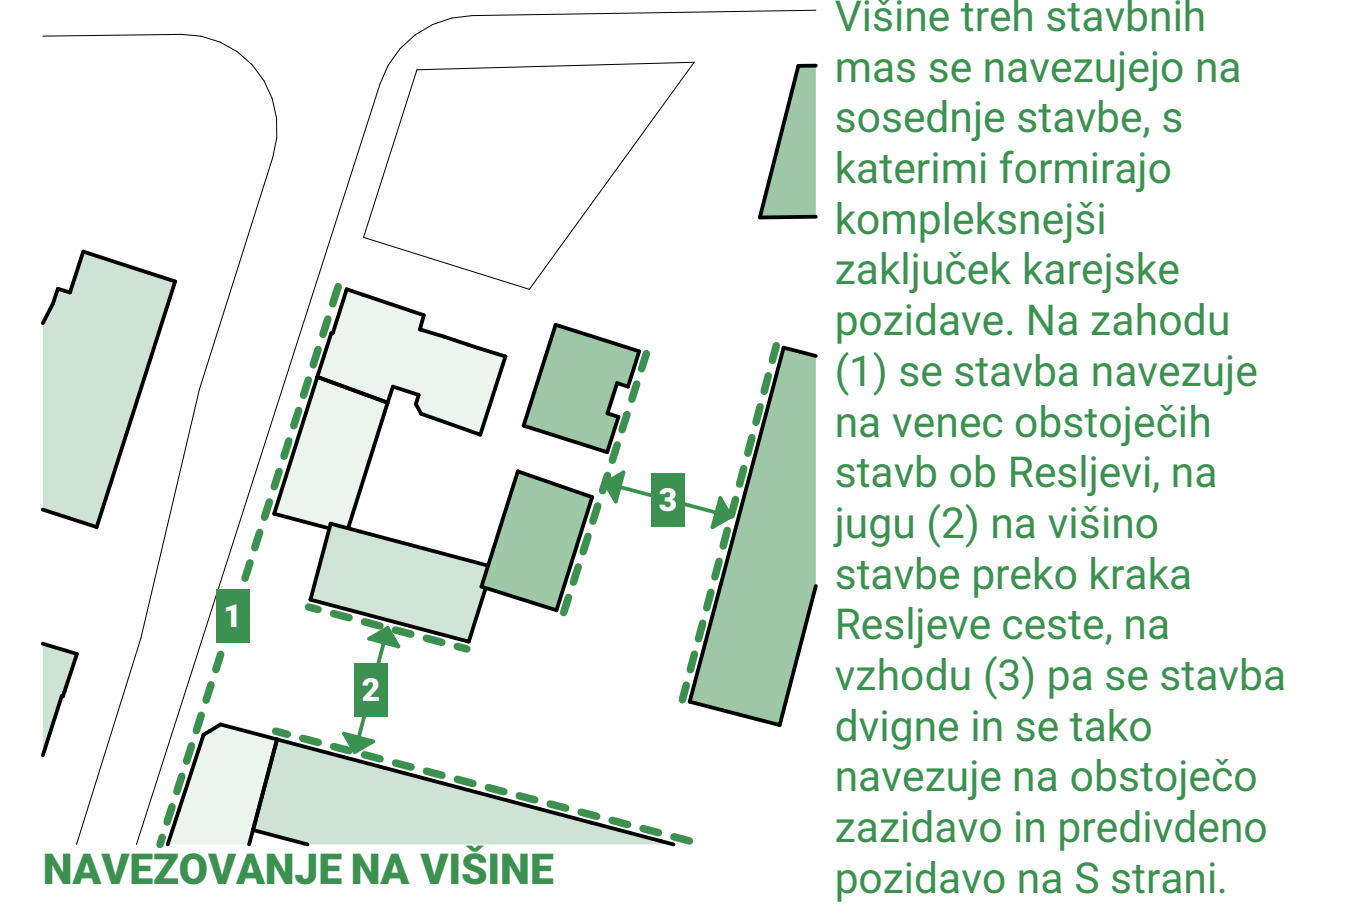 Višine treh stavbnih
mas se navezujejo na
sosednje stavbe, s
katerimi formirajo
kompleksnejši
zaključek karejske
pozidave. Na zahodu
(1) se stavba navezuje
na venec obstoječih
stavb ob Resljevi, na
jugu (2) na višino
stavbe preko kraka
Resljeve ceste, na
vzhodu (3) pa se stavba
dvigne in se tako
navezuje na obstoječo
zazidavo in predivdeno
pozidavo na S strani.
3
1
2
NAVEZOVANJE NA VIŠINE